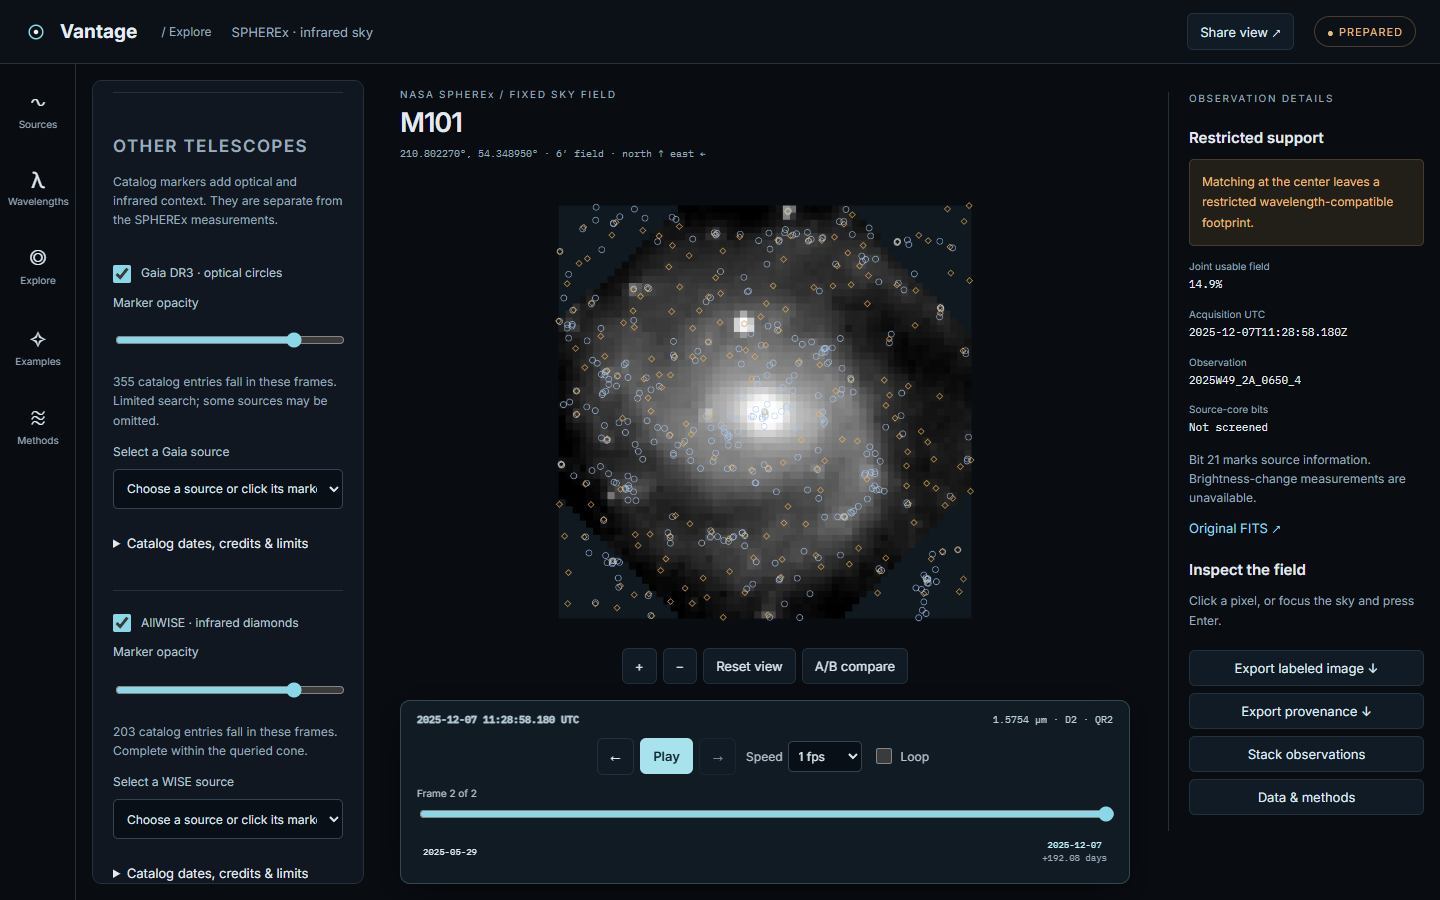 Vantage
/ Explore
SPHEREx · infrared sky
Share view ↗
PREPARED
Sources
Wavelengths
Explore
Examples
Methods
OTHER TELESCOPES
Catalog markers add optical and
infrared context. They are separate from
the SPHEREx measurements.
Gaia DR3 · optical circles
Marker opacity
355 catalog entries fall in these frames.
Limited search; some sources may be
omitted.
Select a Gaia source
Choose a source or click its mark
Catalog dates, credits & limits
AllWISE · infrared diamonds
Marker opacity
203 catalog entries fall in these frames.
Complete within the queried cone.
Select a WISE source
Choose a source or click its mark
Catalog dates, credits & limits
NASA SPHEREx / FIXED SKY FIELD
M101
210.802270°, 54.348950° · 6′ field · north ↑ east ←
+
−
Reset view
A/B compare
2025-12-07 11:28:58.180 UTC
1.5754 µm · D2 · QR2
←
Play
→
Speed
1 fps
Loop
Frame 2 of 2
2025-05-29
2025-12-07
+192.08 days
OBSERVATION DETAILS
Restricted support
Matching at the center leaves a
restricted wavelength-compatible
footprint.
Joint usable field
14.9%
Acquisition UTC
2025-12-07T11:28:58.180Z
Observation
2025W49_2A_0650_4
Source-core bits
Not screened
Bit 21 marks source information.
Brightness-change measurements are
unavailable.
Original FITS ↗
Inspect the field
Click a pixel, or focus the sky and press
Enter.
Export labeled image ↓
Export provenance ↓
Stack observations
Data & methods